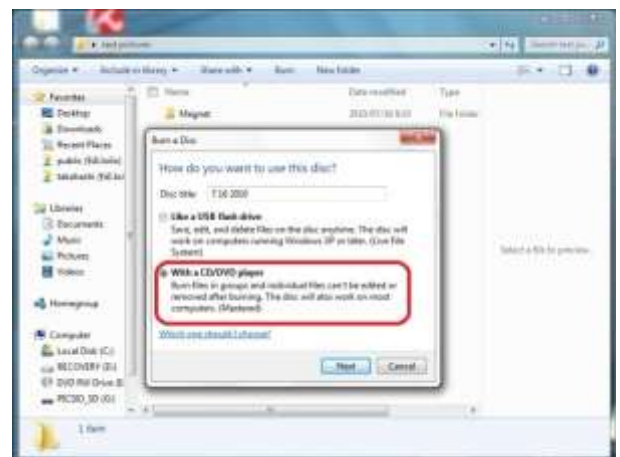 Organize
Include in library
Share with
Burn
New folder
Favorites
Desktop
Downloads
Recent Places
Libraries
Documents
Music
Pictures
Videos
Homegroup
Computer
Local Disk (C:)
RECOVERY (D:)
Name
Date modified
Type
Magnet
File folder
Select a file to preview.
Burn a Disc
How do you want to use this disc?
Disc title:
Like a USB flash drive
Save, edit, and delete files on the disc anytime. The disc will
work on computers running Windows XP or later. (Live File
System)
With a CD/DVD player
Burn files in groups and individual files can't be edited or
removed after burning. The disc will also work on most
computers. (Mastered)
Which one should I choose?
Next
Cancel
1 item